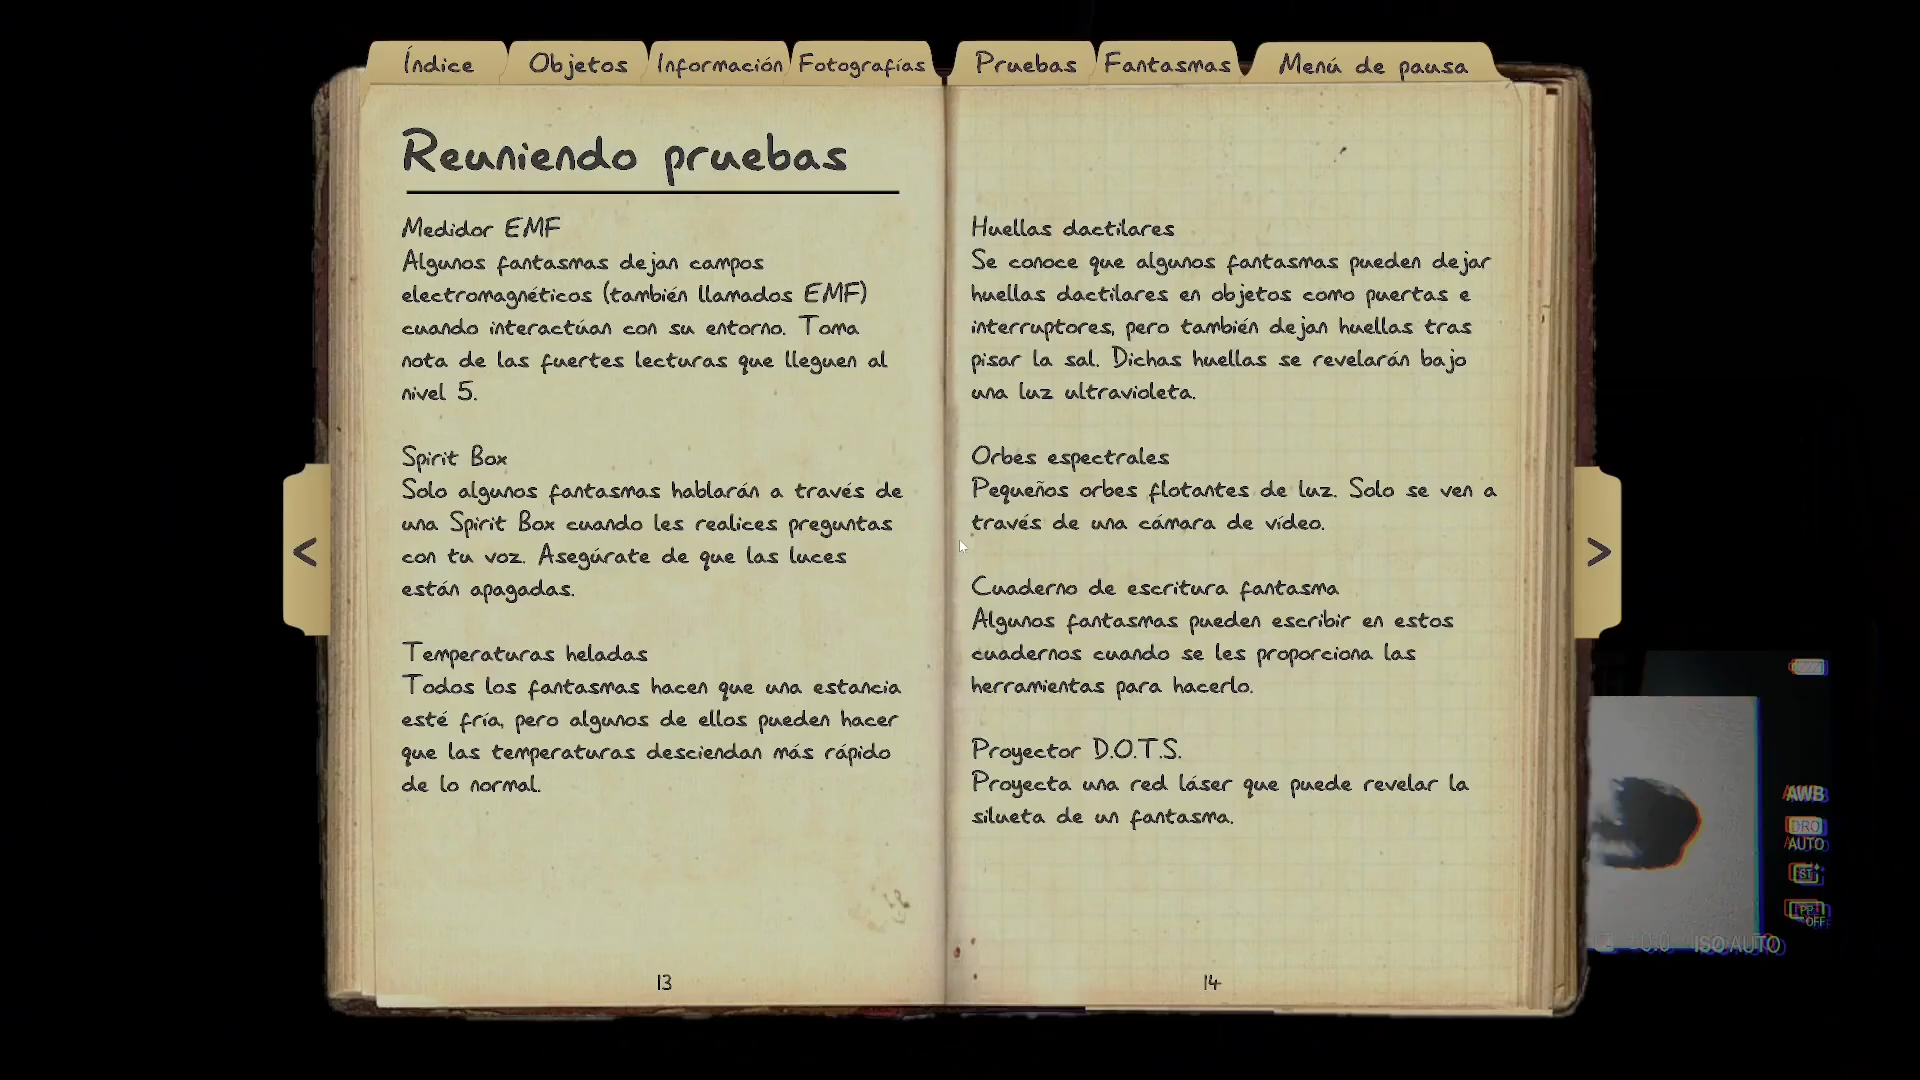 Índice
Objetos
Información
Fotografías
Pruebas
Fantasmas
Menú de pausa
Reuniendo pruebas
Medidor EMF
Algunos fantasmas dejan campos
electromagnéticos (también llamados EMF)
cuando interactúan con su entorno. Toma
nota de las fuertes lecturas que lleguen al
nivel 5.
Spirit Box
Solo algunos fantasmas hablarán a través de
una Spirit Box cuando les realices preguntas
con tu voz. Asegúrate de que las luces
están apagadas.
Temperaturas heladas
Todos los fantasmas hacen que una estancia
esté fría, pero algunos de ellos pueden hacer
que las temperaturas desciendan más rápido
de lo normal.
13
Huellas dactilares
Se conoce que algunos fantasmas pueden dejar
huellas dactilares en objetos como puertas e
interruptores, pero también dejan huellas tras
pisar la sal. Dichas huellas se revelarán bajo
una luz ultravioleta.
Orbes espectrales
Pequeños orbes flotantes de luz. Solo se ven a
través de una cámara de vídeo.
Cuaderno de escritura fantasma
Algunos fantasmas pueden escribir en estos
cuadernos cuando se les proporciona las
herramientas para hacerlo.
Proyector D.O.T.S.
Proyecta una red láser que puede revelar la
silueta de un fantasma.
14
<
>
AWB
DRO
AUTO
ST
PP
OFF
0.0 ISO AUTO